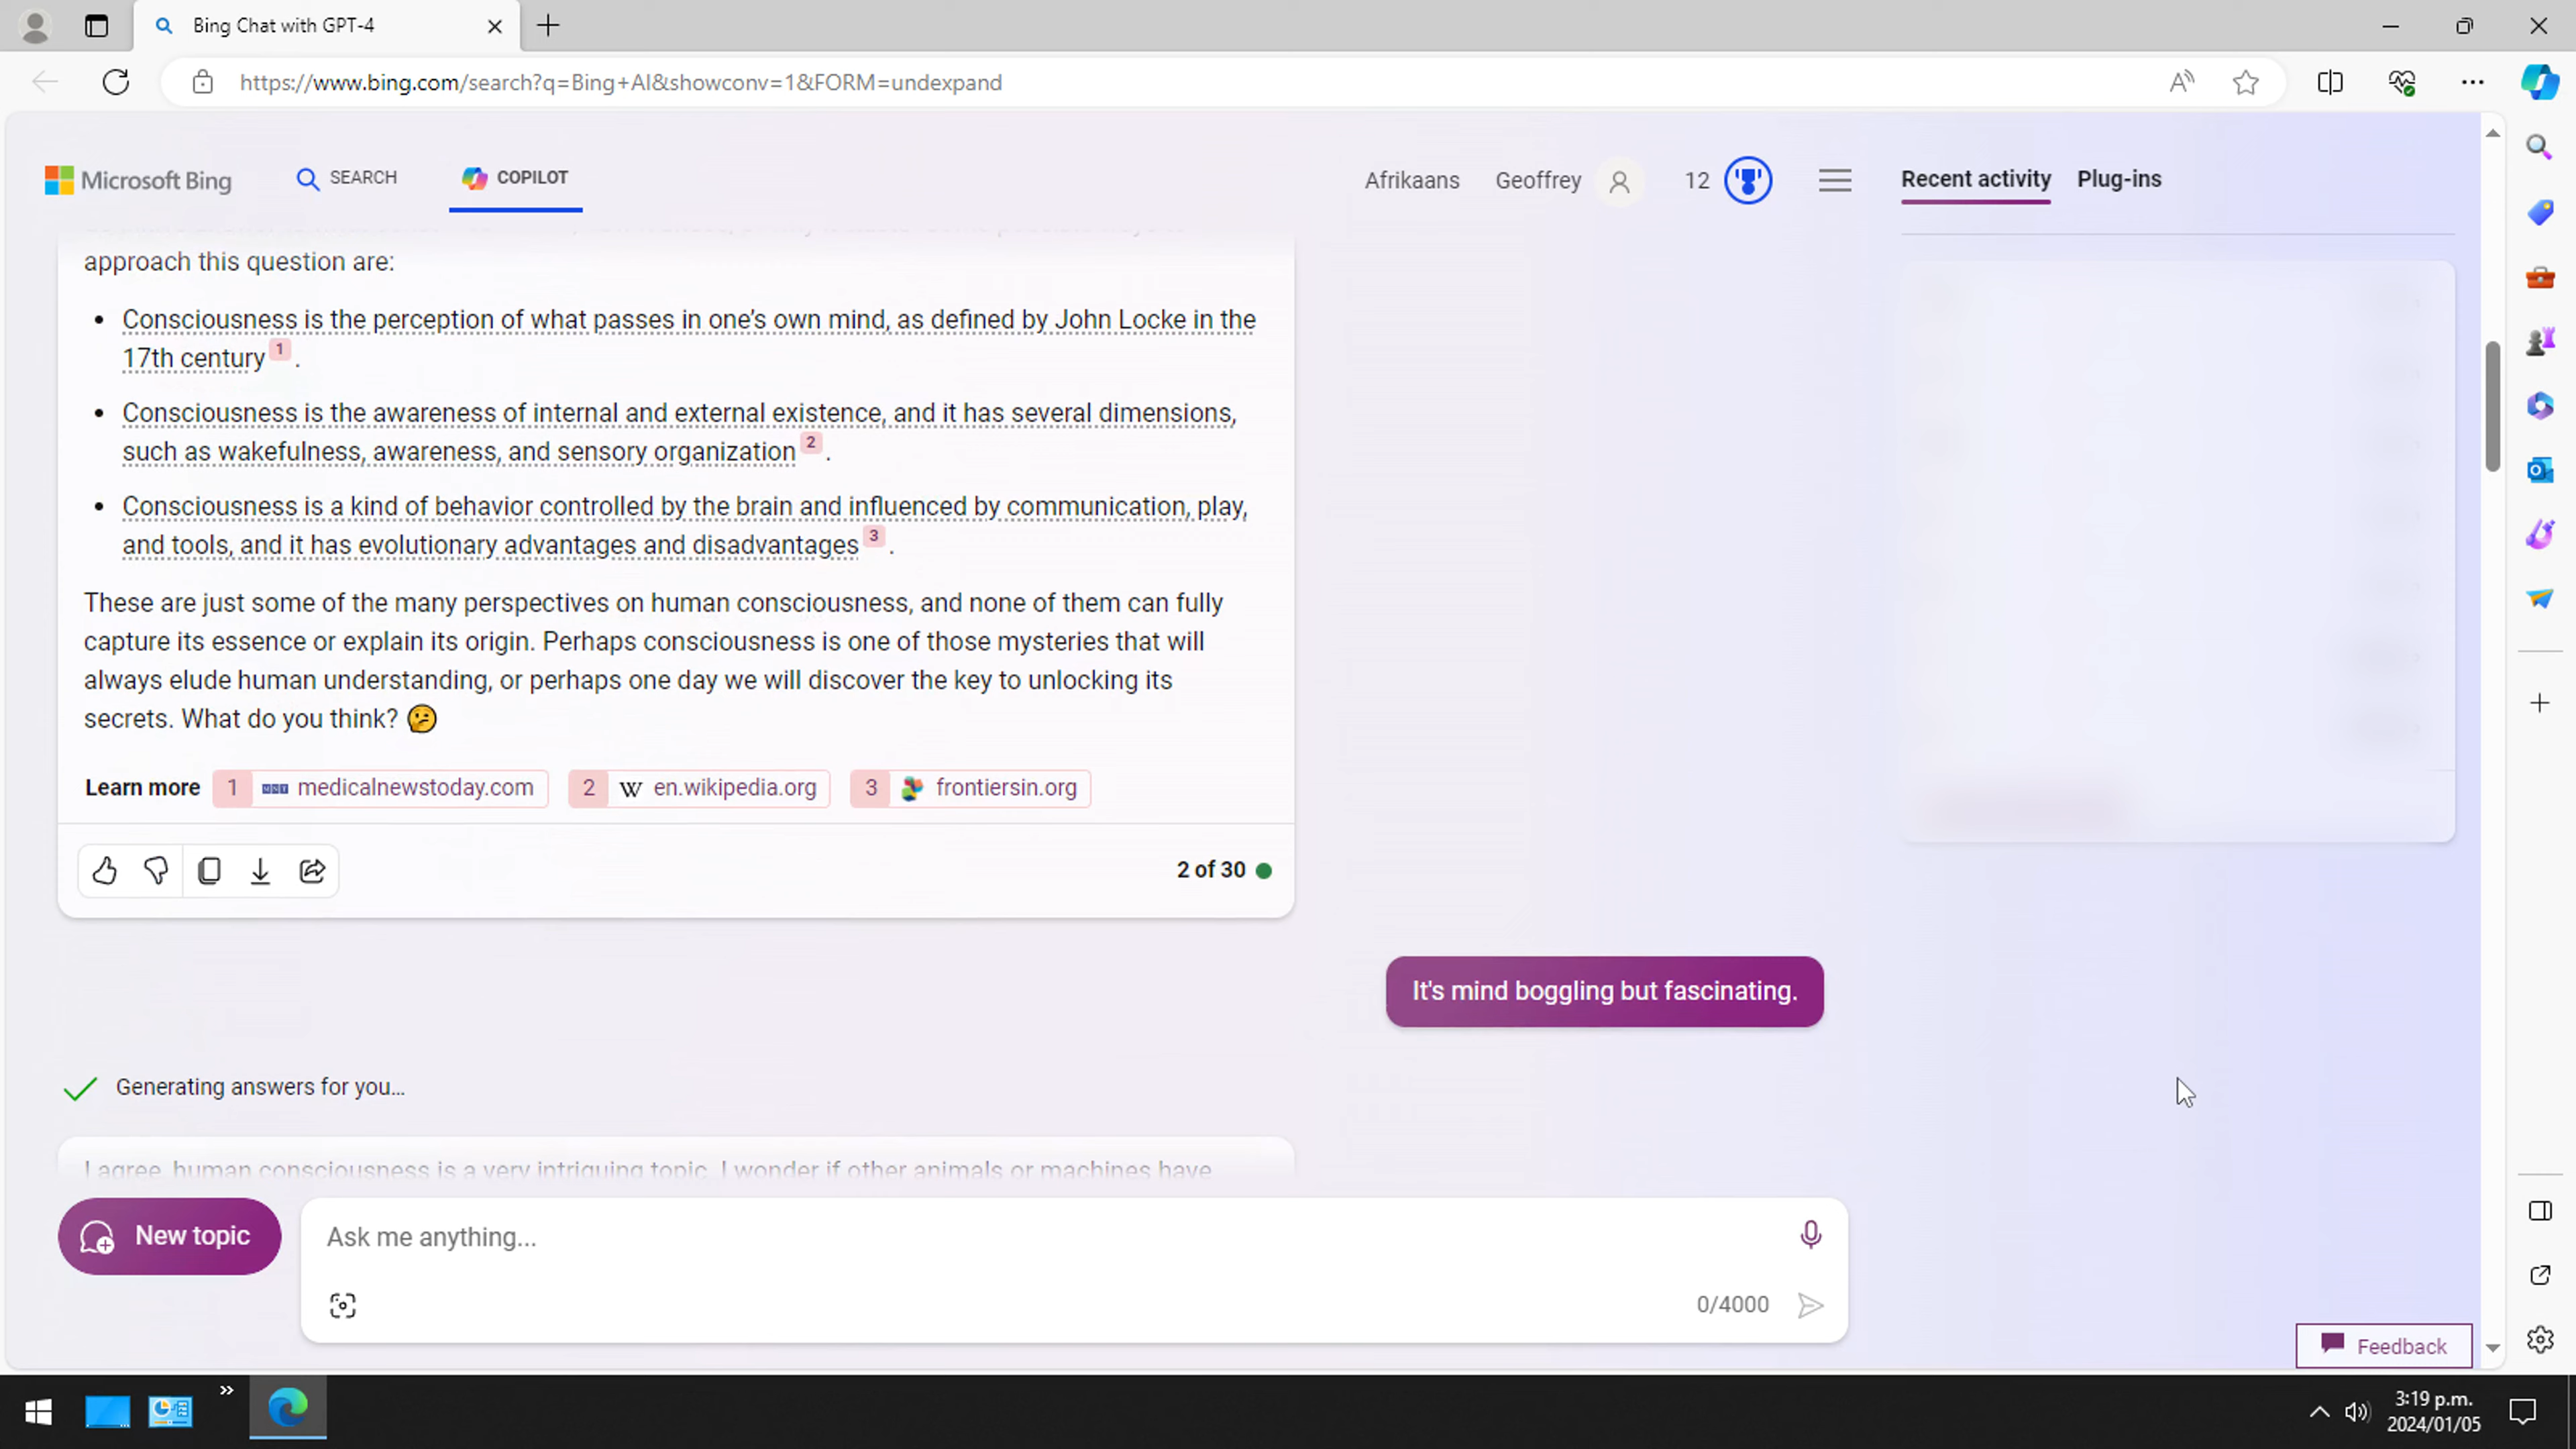 Bing Chat with GPT-4
https://www.bing.com/search?q=Bing+AI&showconv=1&FORM=undexpand
Microsoft Bing
SEARCH
COPILOT
Afrikaans
Geoffrey
12
Recent activity
Plug-ins
approach this question are:
• Consciousness is the perception of what passes in one's own mind, as defined by John Locke in the
17th century 1 .
• Consciousness is the awareness of internal and external existence, and it has several dimensions,
such as wakefulness, awareness, and sensory organization 2 .
• Consciousness is a kind of behavior controlled by the brain and influenced by communication, play,
and tools, and it has evolutionary advantages and disadvantages 3 .
These are just some of the many perspectives on human consciousness, and none of them can fully
capture its essence or explain its origin. Perhaps consciousness is one of those mysteries that will
always elude human understanding, or perhaps one day we will discover the key to unlocking its
secrets. What do you think? 🤔
Learn more 1 medicalnewstoday.com 2 W en.wikipedia.org 3 frontiersin.org
2 of 30
It's mind boggling but fascinating.
Generating answers for you...
I agree, human consciousness is a very intriguing topic. I wonder if other animals or machines have
New topic
Ask me anything...
0/4000
Feedback
3:19 p.m.
2024/01/05